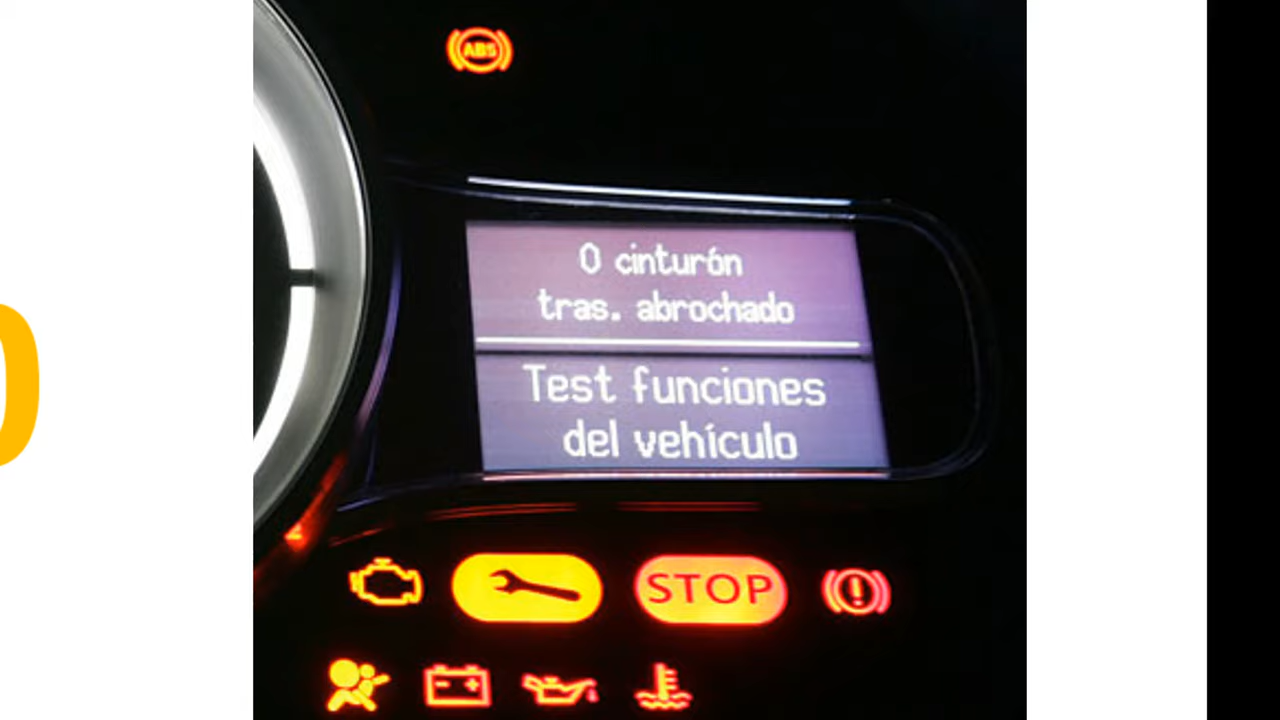 ABS
0 cinturón
tras. abrochado
Test funciones
del vehículo
STOP